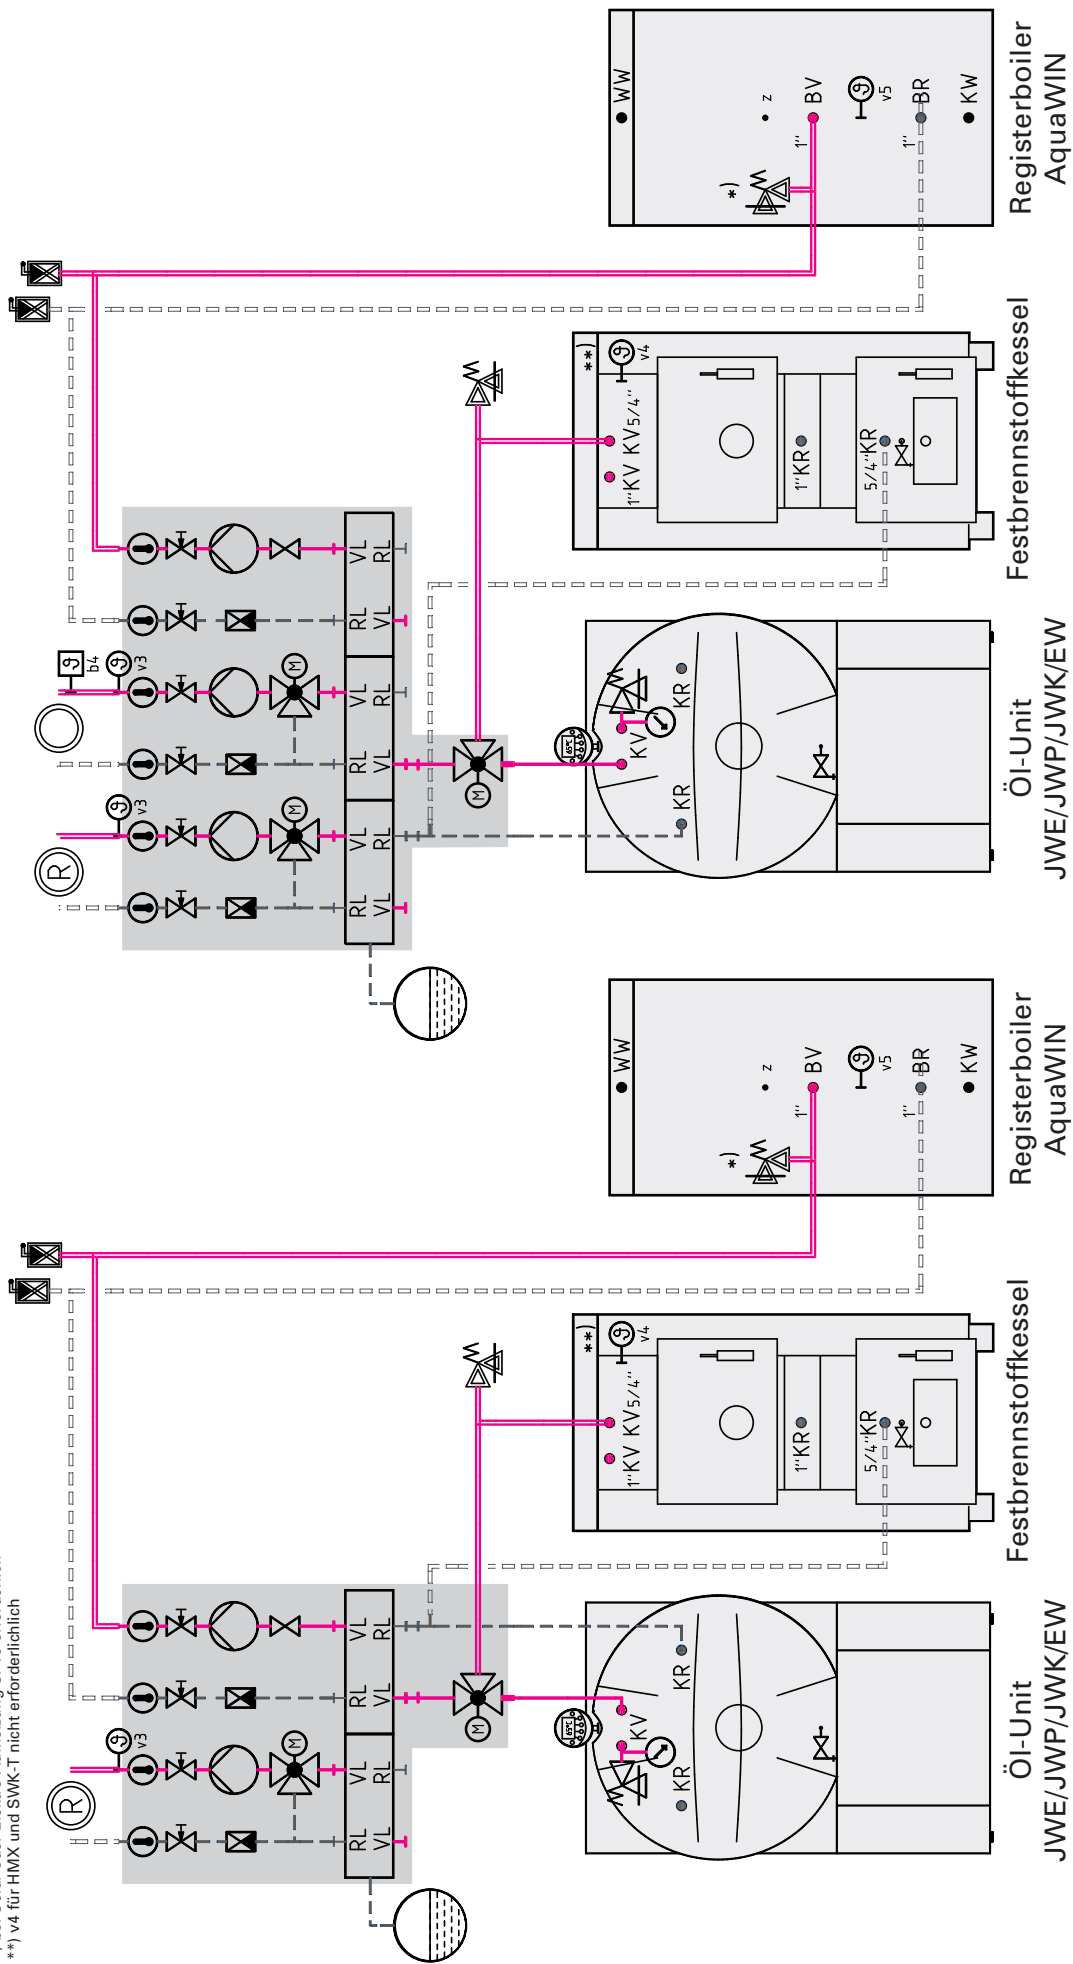 **) v4 für HMX und SWK-T nicht erforderlichlich
R
v3
M
RL
VL
VL
RL
RL
VL
VL
RL
M
W
65°C
KR
KV
W
KR
Öl-Unit
JWE/JWP/JWK/EW
**)
v4
1"KV
KV5/4"
1"KR
5/4"KR
Festbrennstoffkessel
WW
z
BV
1"
W
*)
v5
BR
1"
KW
Registerboiler
AquaWIN
R
v3
b4
v3
M
M
RL
VL
VL
RL
RL
VL
VL
RL
RL
VL
VL
RL
M
W
65°C
KR
KV
W
KR
Öl-Unit
JWE/JWP/JWK/EW
**)
v4
1"KV
KV5/4"
1"KR
5/4"KR
Festbrennstoffkessel
WW
z
BV
1"
W
*)
v5
BR
1"
KW
Registerboiler
AquaWIN